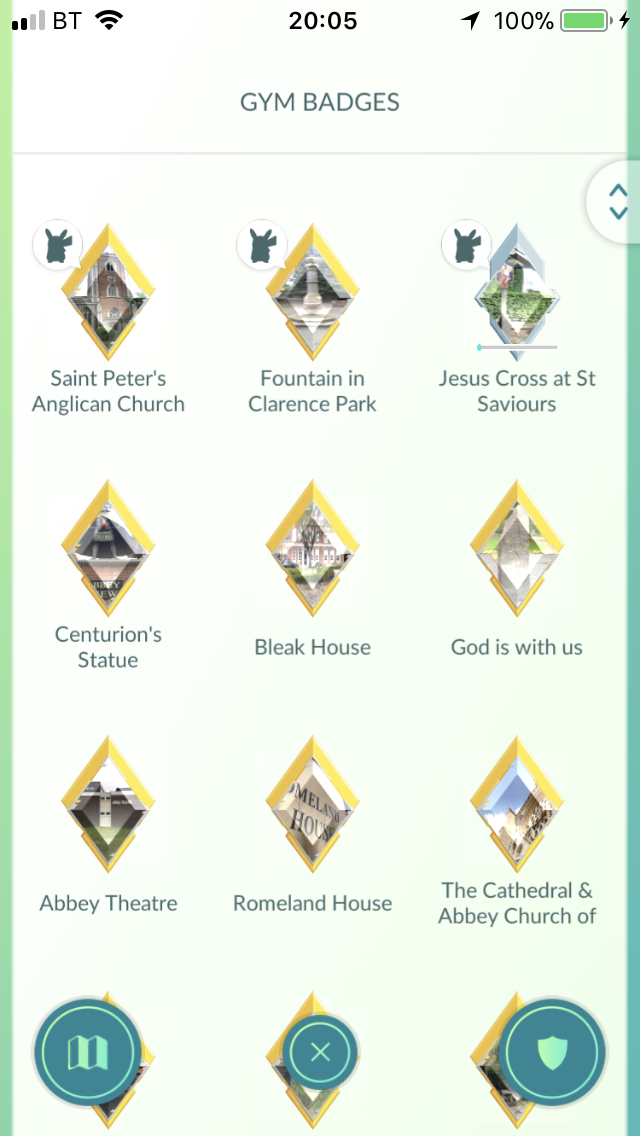 BT 20:05 100%
GYM BADGES
Saint Peter's
Anglican Church
Fountain in
Clarence Park
Jesus Cross at St
Saviours
Centurion's
Statue
Bleak House
God is with us
Abbey Theatre
Romeland House
The Cathedral &
Abbey Church of